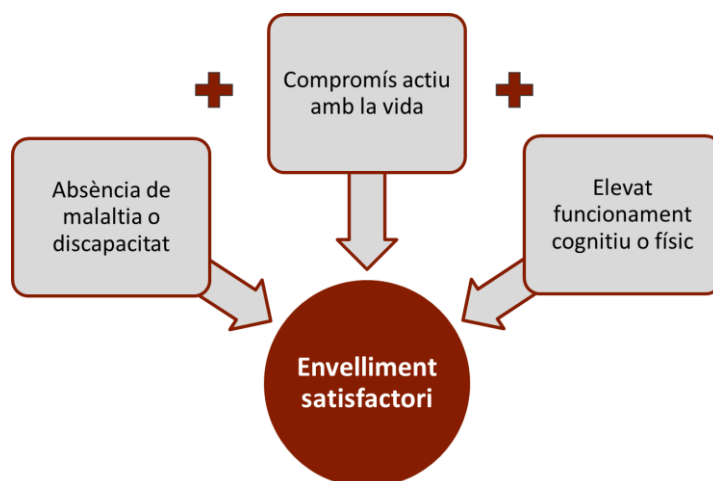 Absència de
malaltia o
discapacitat
Compromís actiu
amb la vida
Elevat
funcionament
cognitiu o físic
Envelliment
satisfactori